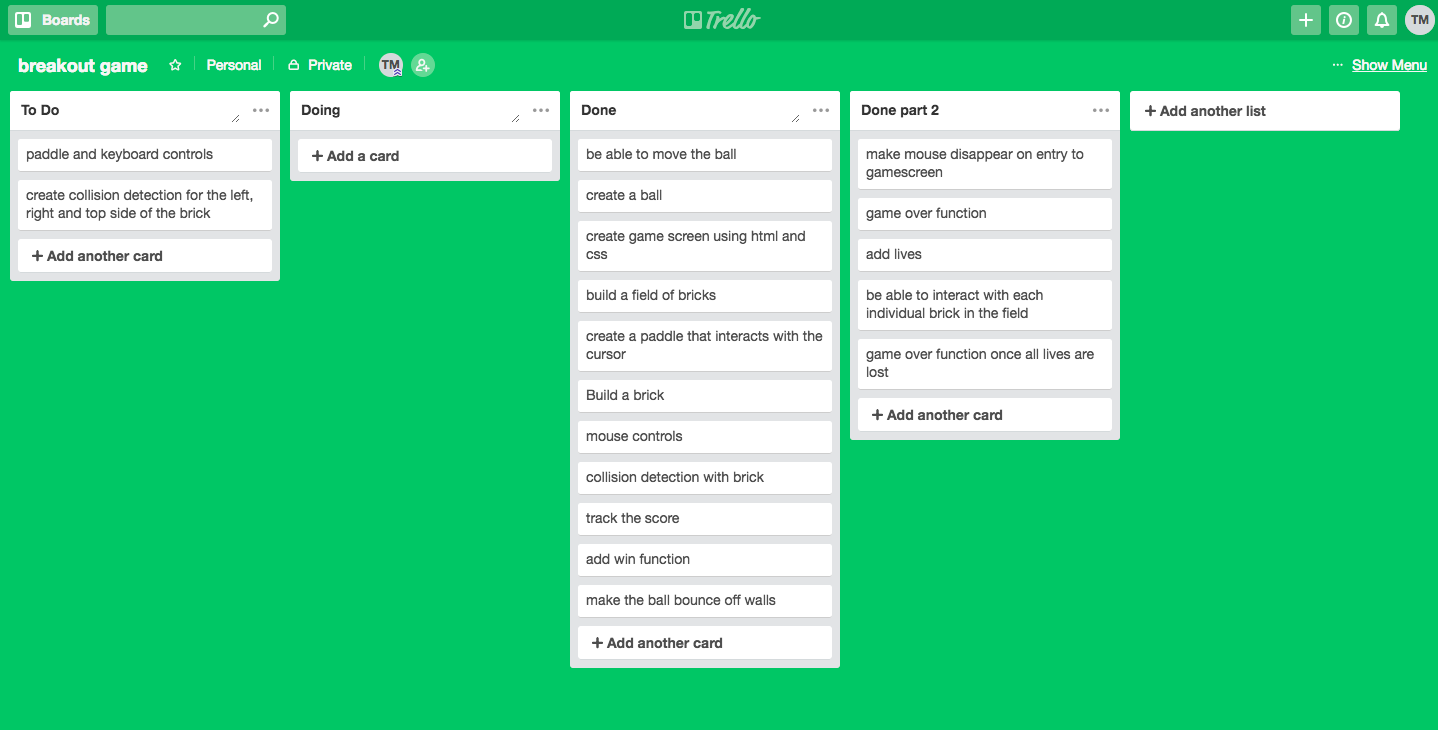 Boards
Trello
TM
breakout game
Personal
Private
TM
... Show Menu
To Do
paddle and keyboard controls
create collision detection for the left,
right and top side of the brick
+ Add another card
Doing
+ Add a card
Done
be able to move the ball
create a ball
create game screen using html and
css
build a field of bricks
create a paddle that interacts with the
cursor
Build a brick
mouse controls
collision detection with brick
track the score
add win function
make the ball bounce off walls
+ Add another card
Done part 2
make mouse disappear on entry to
gamescreen
game over function
add lives
be able to interact with each
individual brick in the field
game over function once all lives are
lost
+ Add another card
+ Add another list